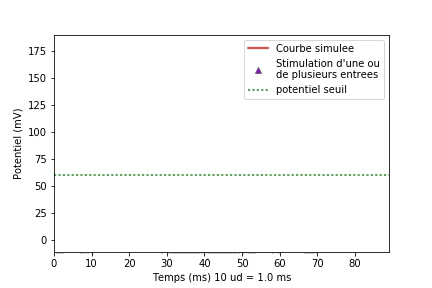 Courbe simulee
Stimulation d'une ou
de plusieurs entrees
potentiel seuil
Potentiel (mV)
175
150
125
100
75
50
25
0
0 10 20 30 40 50 60 70 80
Temps (ms) 10 ud = 1.0 ms